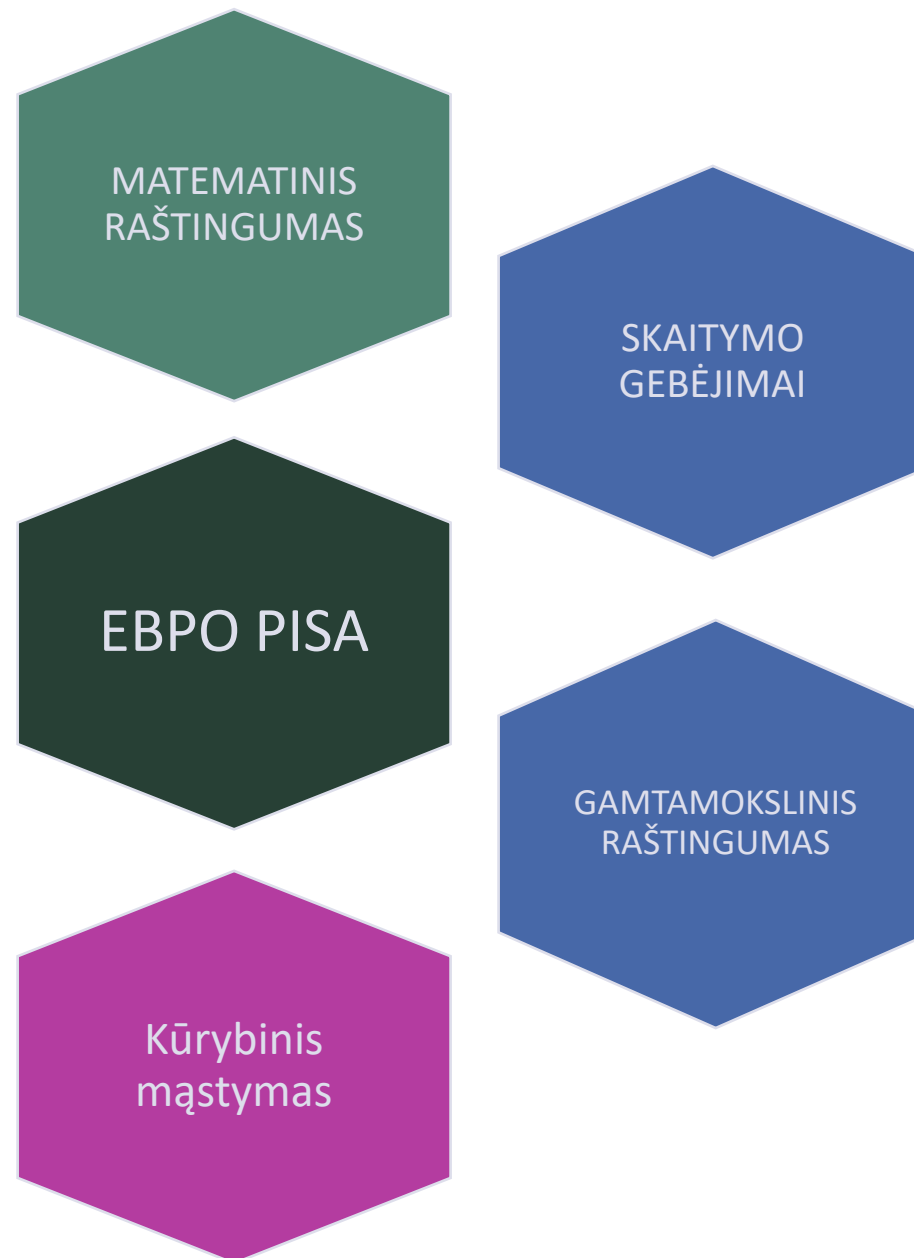 MATEMATINIS
RAŠTINGUMAS
SKAITYMO
GEBĖJIMAI
EBPO PISA
GAMTAMOKSLINIS
RAŠTINGUMAS
Kūrybinis
mąstymas